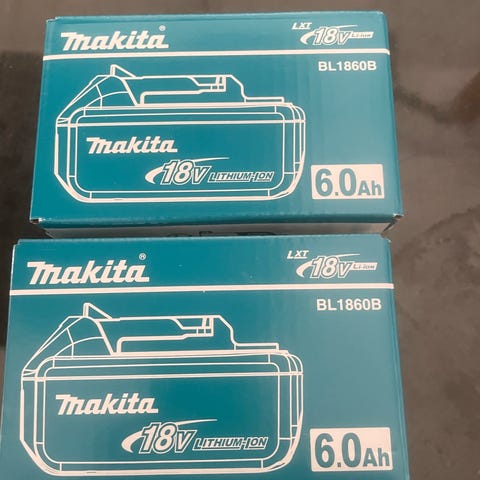 makita®
LXT 18V Li-ion
BL1860B
makita
18V LITHIUM-ION
6.0Ah
makita®
LXT 18V Li-ion
BL1860B
makita
18V LITHIUM-ION
6.0Ah